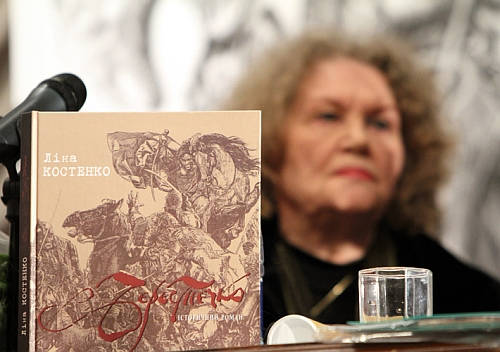 Ліна
КОСТЕНКО
Берестечко
історичний роман
Ліна КОСТЕНКО